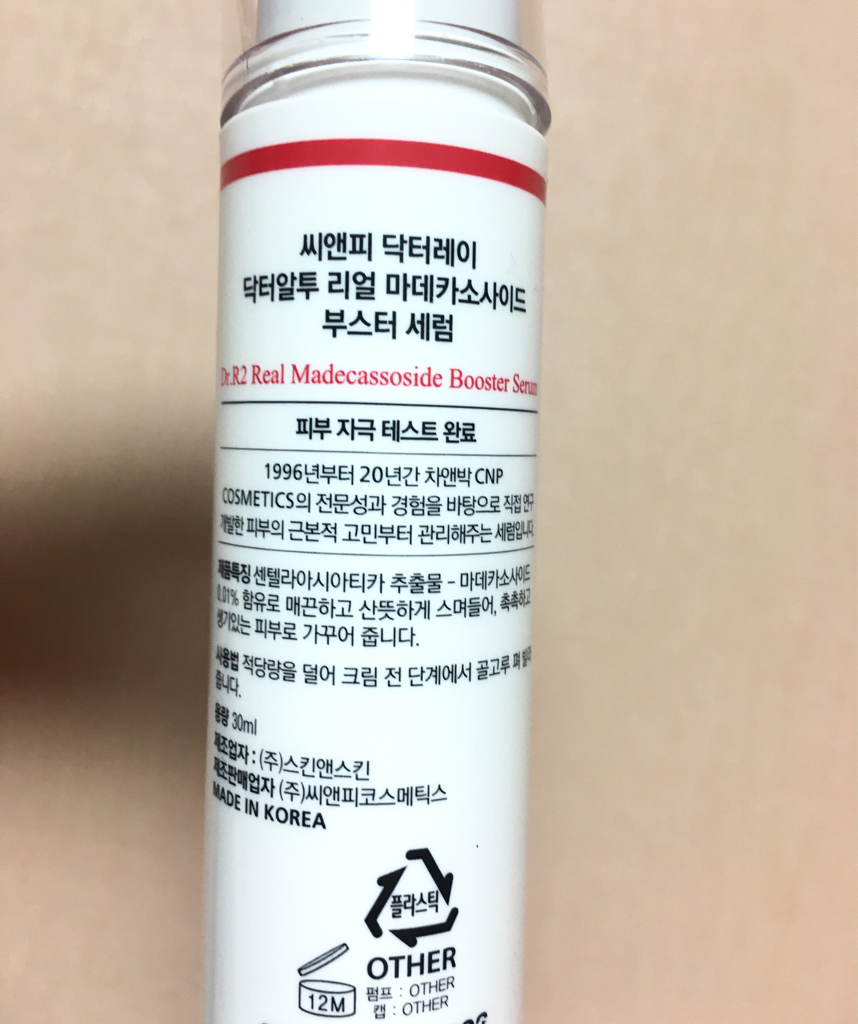 씨앤피 닥터레이
닥터알투 리얼 마데카소사이드
부스터 세럼
Dr.R2 Real Madecassoside Booster Serum
피부 자극 테스트 완료
1996년부터 20년간 차앤박 CNP
COSMETICS의 전문성과 경험을 바탕으로 직접 연구
개발한 피부의 근본적 고민부터 관리해주는 세럼입니다.
제품특징 센텔라아시아티카 추출물 - 마데카소사이드
0.01% 함유로 매끈하고 산뜻하게 스며들어, 촉촉하고
생기있는 피부로 가꾸어 줍니다.
사용법 적당량을 덜어 크림 전 단계에서 골고루 펴 발라
줍니다.
용량 30ml
제조업자 : (주)스킨앤스킨
제조판매업자 (주)씨앤피코스메틱스
MADE IN KOREA
플라스틱
OTHER
12M
펌프 : OTHER
캡 : OTHER